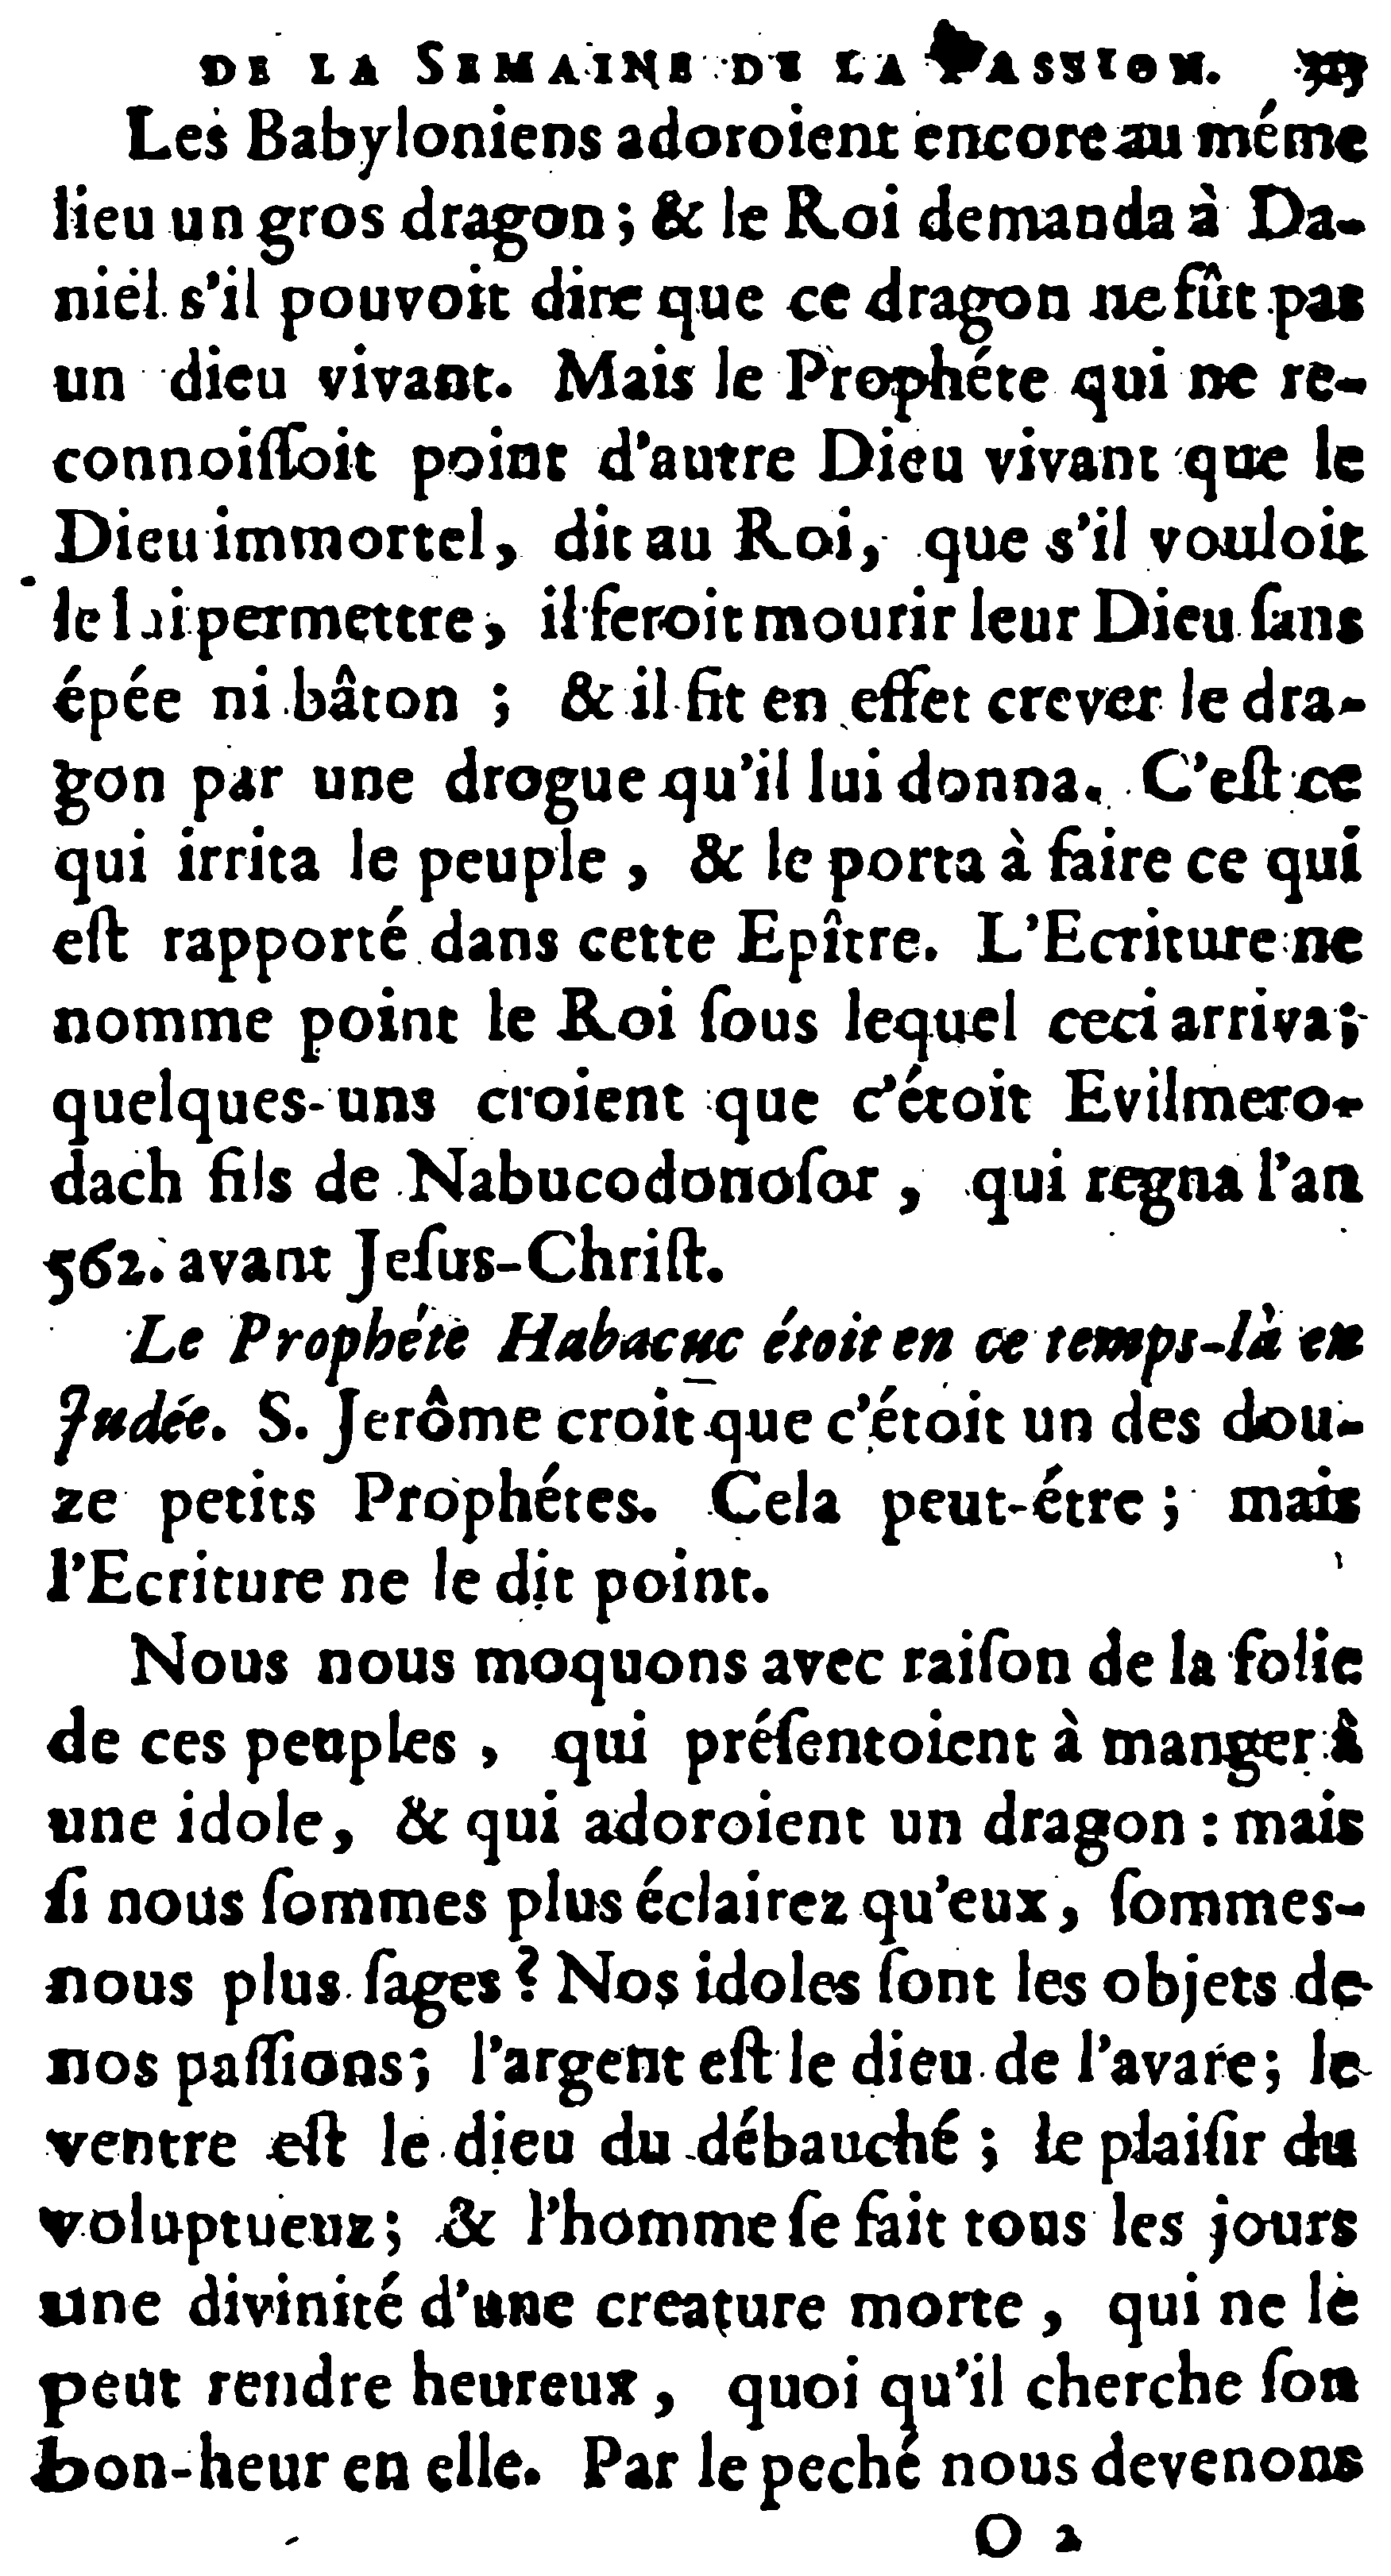 DE LA SEMAINE DE LA PASSION.
Les Babyloniens adoroient encore au méme
lieu un gros dragon; & le Roi demanda à Da-
niel s'il pouvoit dire que ce dragon ne fût pas
un dieu vivant. Mais le Prophéte qui ne re-
connoiſſoit point d'autre Dieu vivant que le
Dieu immortel, dit au Roi, que s'il vouloit
le lui permettre, il feroit mourir leur Dieu ſans
épée ni bâton ; & il fit en effet crever le dra-
gon par une drogue qu'il lui donna. C'eſt ce
qui irrita le peuple, & le porta à faire ce qui
eſt rapporté dans cette Epître. L'Ecriture ne
nomme point le Roi ſous lequel ceci arriva;
quelques-uns croient que c'étoit Evilmero-
dach fils de Nabucodonoſor, qui regna l'an
562. avant Jeſus-Chriſt.
Le Prophéte Habacuc étoit en ce temps-là en
Judée. S. Jerôme croit que c'étoit un des dou-
ze petits Prophétes. Cela peut-étre ; mais
l'Ecriture ne le dit point.
Nous nous moquons avec raiſon de la folie
de ces peuples, qui préſentoient à manger à
une idole, & qui adoroient un dragon : mais
ſi nous ſommes plus éclairez qu'eux, ſommes-
nous plus ſages ? Nos idoles ſont les objets de
nos paſſions; l'argent eſt le dieu de l'avare; le
ventre eſt le dieu du débauché ; le plaiſir du
voluptueuz; & l'homme ſe fait tous les jours
une divinité d'une creature morte, qui ne le
peut rendre heureux, quoi qu'il cherche ſon
bon-heur en elle. Par le peché nous devenons
O 2